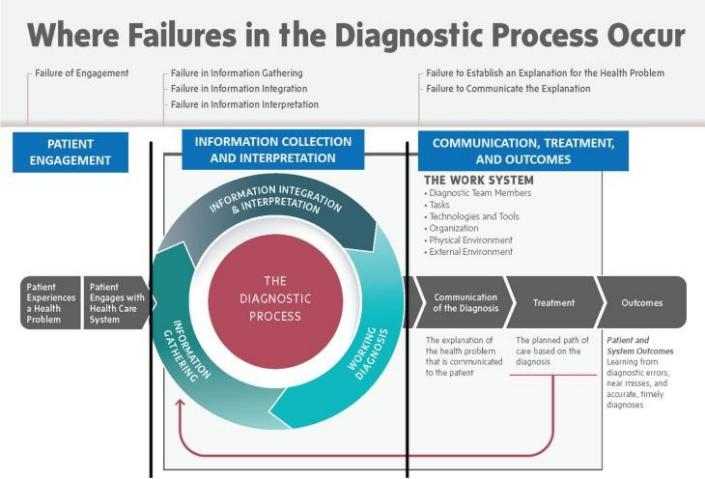 Where Failures in the Diagnostic Process Occur
Failure of Engagement
Failure in Information Gathering
Failure in Information Integration
Failure in Information Interpretation
Failure to Establish an Explanation for the Health Problem
Failure to Communicate the Explanation
PATIENT
ENGAGEMENT
INFORMATION COLLECTION
AND INTERPRETATION
COMMUNICATION, TREATMENT,
AND OUTCOMES
THE WORK SYSTEM
• Diagnostic Team Members
• Tasks
• Technologies and Tools
• Organization
• Physical Environment
• External Environment
Patient
Experiences
a Health
Problem
Patient
Engages with
Health Care
System
INFORMATION INTEGRATION
& INTERPRETATION
INFORMATION
GATHERING
WORKING
DIAGNOSIS
THE
DIAGNOSTIC
PROCESS
Communication
of the Diagnosis
Treatment
Outcomes
The explanation of
the health problem
that is communicated
to the patient
The planned path of
care based on the
diagnosis
Patient and
System Outcomes
Learning from
diagnostic errors,
near misses, and
accurate, timely
diagnoses